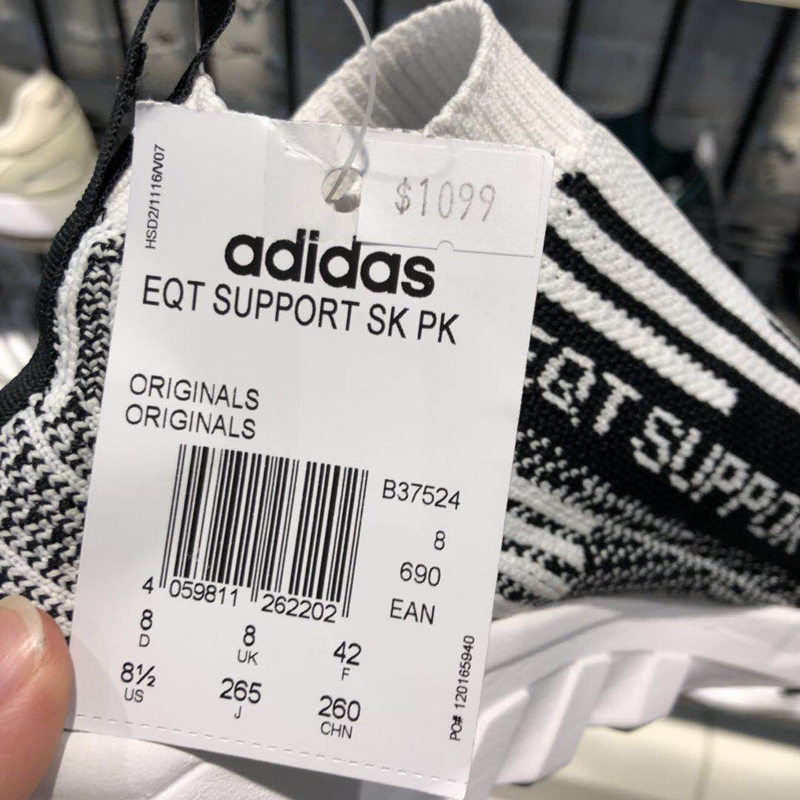 HSD2/1116/V07
$1099
adidas
EQT SUPPORT SK PK
ORIGINALS
ORIGINALS
B37524
8
690
EAN
4 059811 262202
8 D
8 UK
42 F
8½ US
265 J
260 CHN
PO# 120165940
EQT SUPPOR